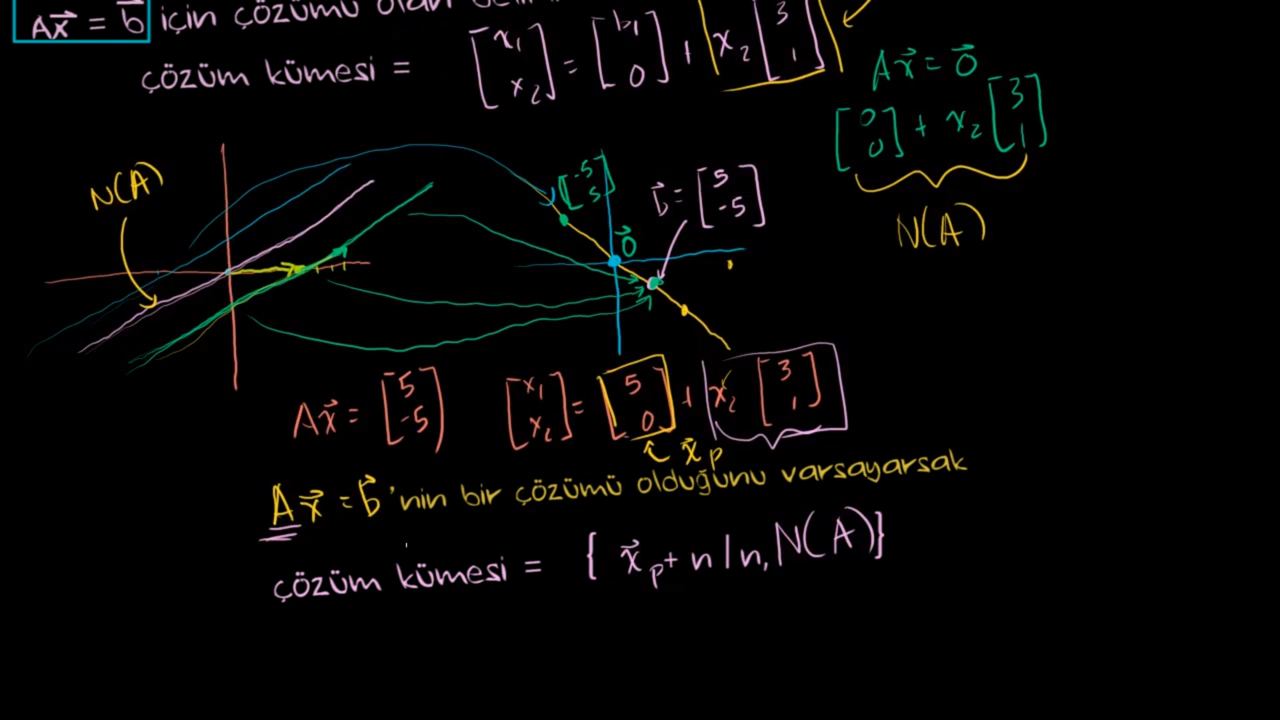 Ax⃗ = b⃗ için çözümü olan
çözüm kümesi = [x₁ x₂] = [b₁ 0] + x₂ [3 1]
Ax⃗ = 0⃗
[0 0] + x₂ [3 1]
N(A)
N(A)
[-5 5]
b⃗ = [5 -5]
0⃗
Ax⃗ = [5 -5] [x₁ x₂] = [5 0] + x₂ [3 1]
x⃗p
Ax⃗ = b⃗'nin bir çözümü olduğunu varsayarsak
çözüm kümesi = { x⃗p + n | n, N(A)}